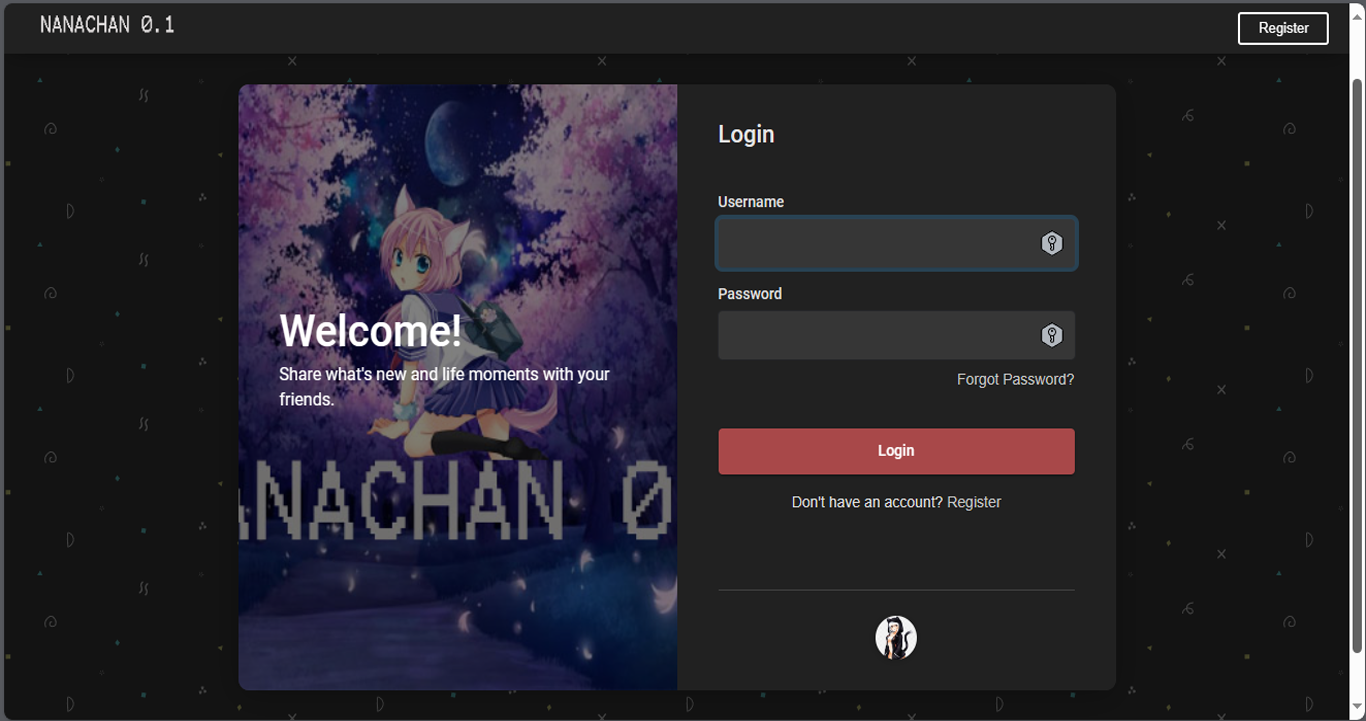 NANACHAN 0.1
Register
Welcome!
Share what's new and life moments with your
friends.
ANACHAN 0
Login
Username
Password
Forgot Password?
Login
Don't have an account? Register